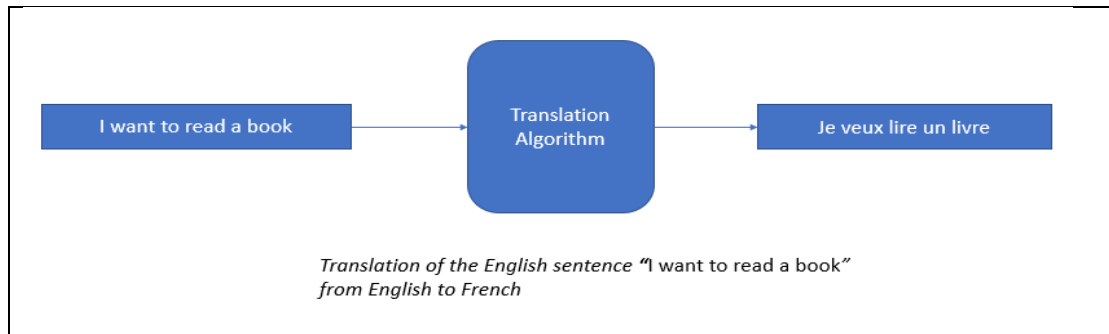 I want to read a book
Translation
Algorithm
Je veux lire un livre
Translation of the English sentence “I want to read a book”
from English to French